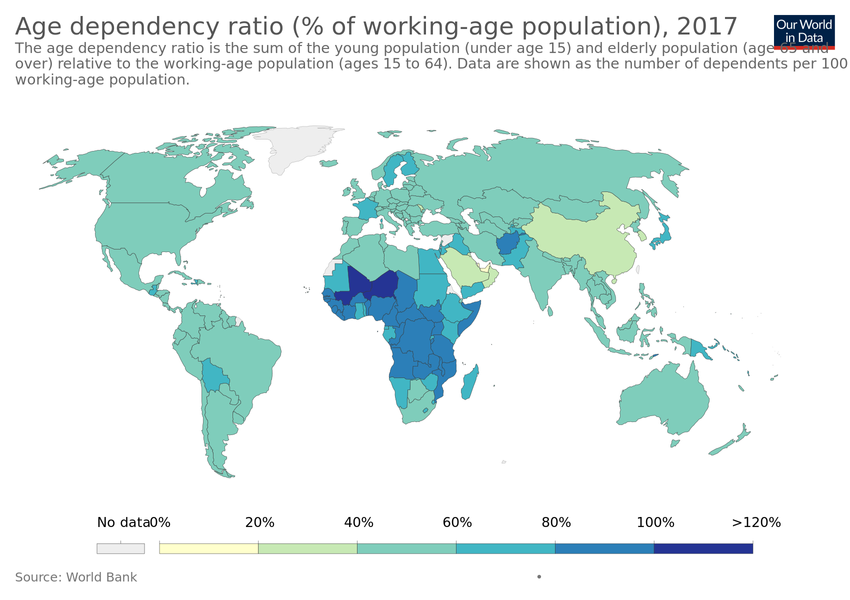 Age dependency ratio (% of working-age population), 2017
Our World
in Data
The age dependency ratio is the sum of the young population (under age 15) and elderly population (age 65 and
over) relative to the working-age population (ages 15 to 64). Data are shown as the number of dependents per 100
working-age population.
No data
0%
20%
40%
60%
80%
100%
>120%
Source: World Bank